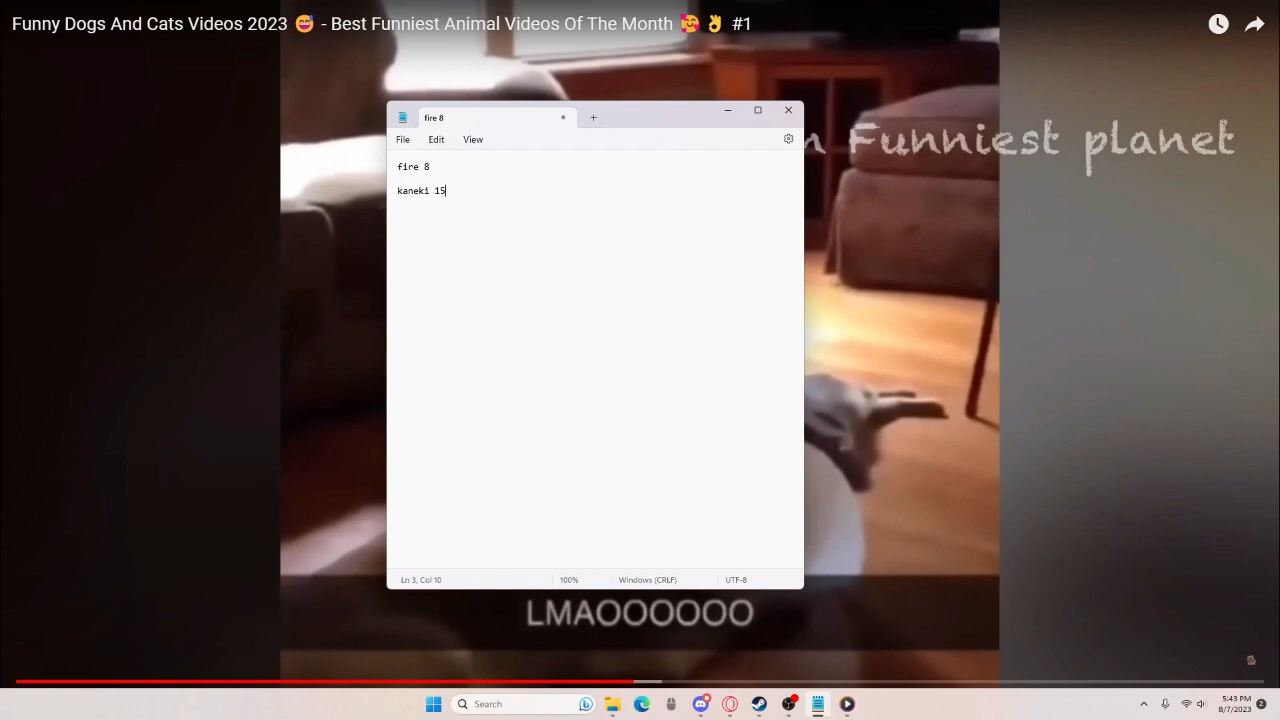 Funny Dogs And Cats Videos 2023 😅 - Best Funniest Animal Videos Of The Month 🥰 👌 #1
fire 8
File Edit View
n Funniest planet
fire 8
kaneki 15
Ln 3, Col 10 100% Windows (CRLF) UTF-8
LMAOOOOOO
Search
5:43 PM
8/7/2023
2